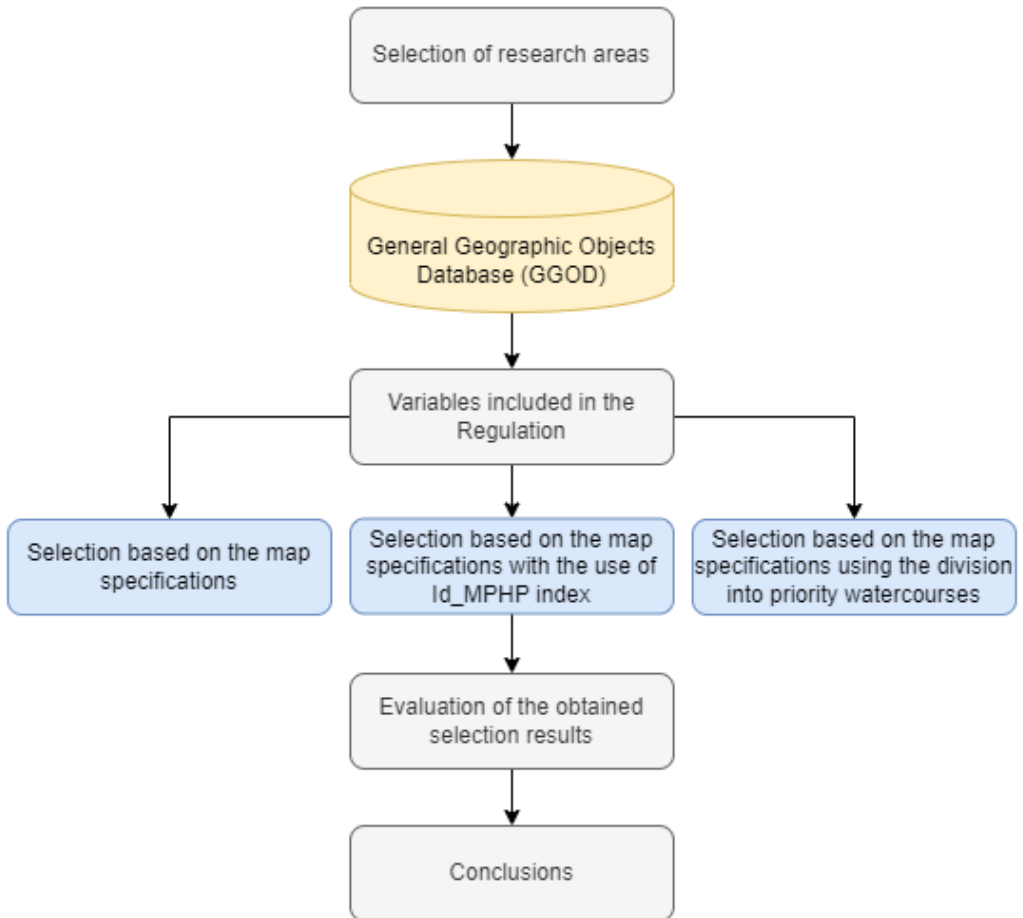 Selection of research areas
General Geographic Objects
Database (GGOD)
Variables included in the
Regulation
Selection based on the map
specifications
Selection based on the map
specifications with the use of
Id_MPHP index
Selection based on the map
specifications using the division
into priority watercourses
Evaluation of the obtained
selection results
Conclusions